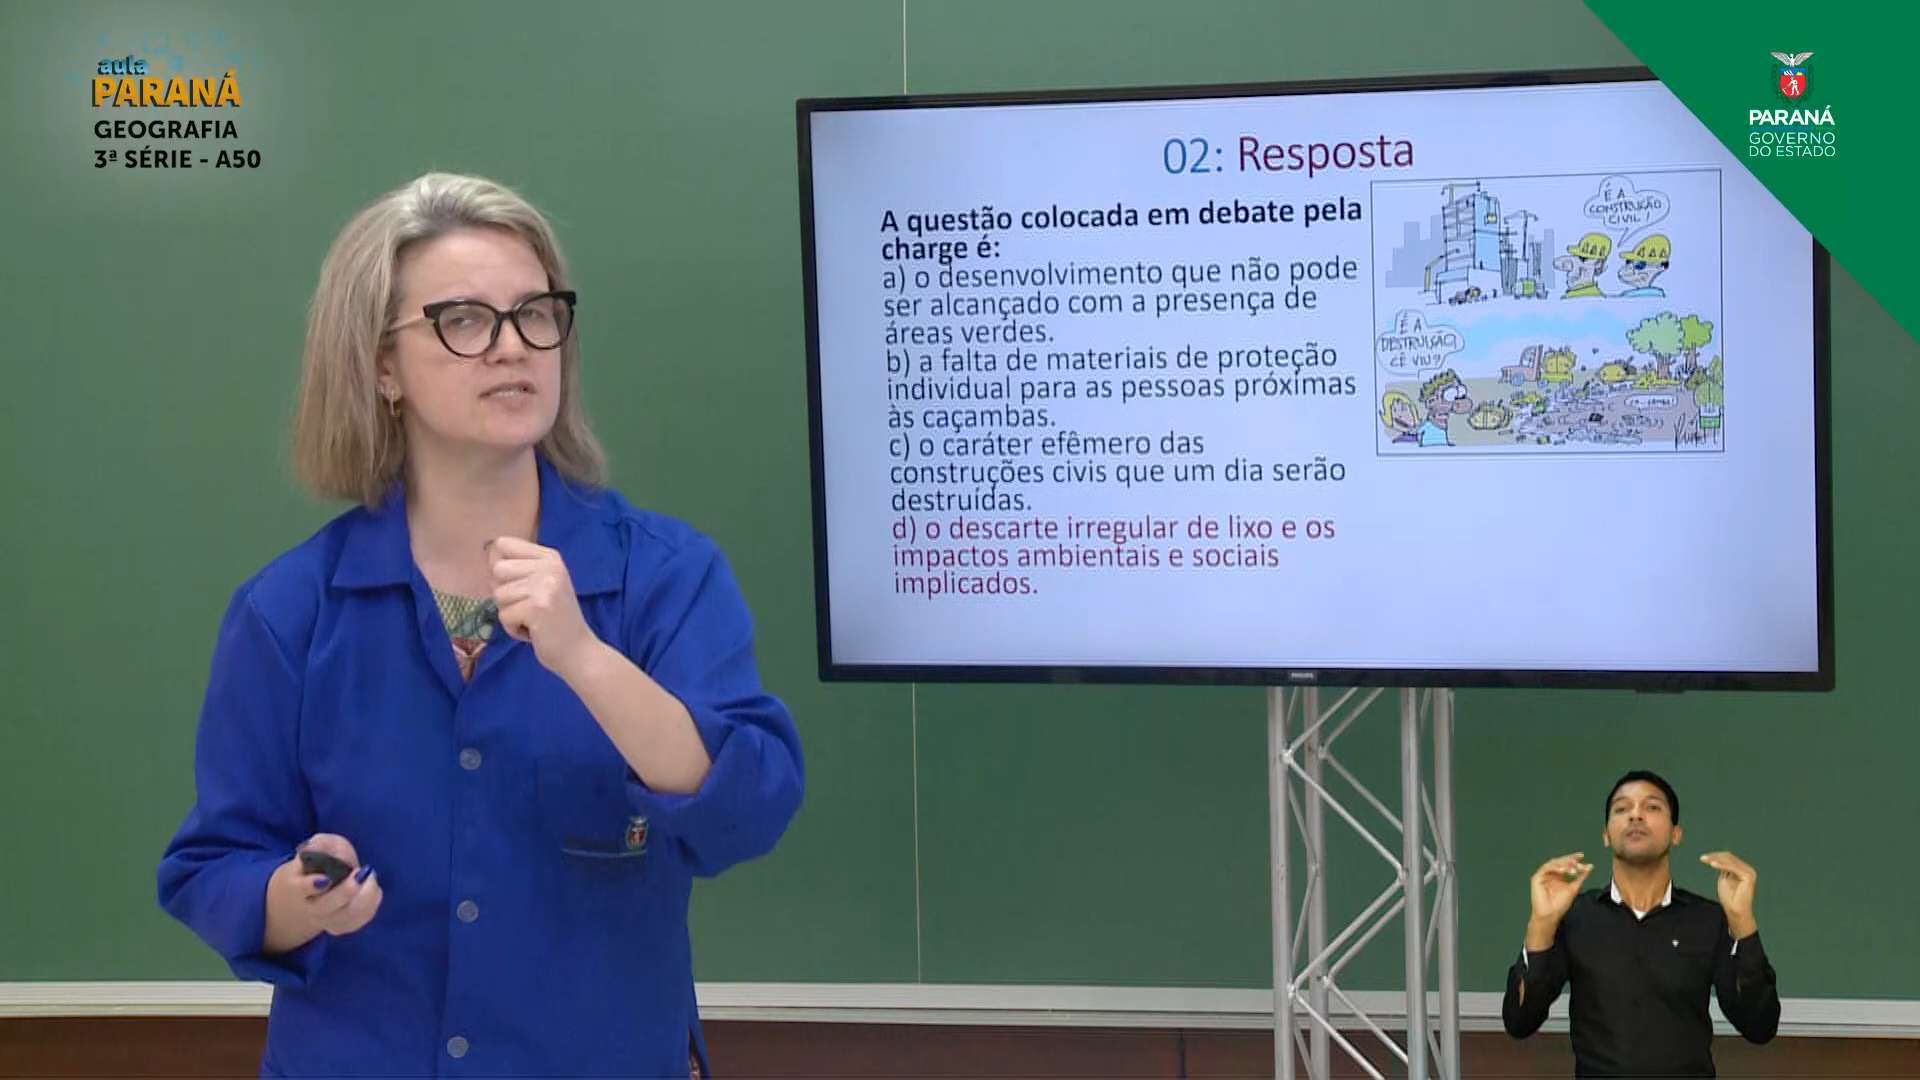 aula
PARANÁ
GEOGRAFIA
3ª SÉRIE - A50
PARANÁ
GOVERNO
DO ESTADO
02: Resposta
A questão colocada em debate pela
charge é:
a) o desenvolvimento que não pode
ser alcançado com a presença de
áreas verdes.
b) a falta de materiais de proteção
individual para as pessoas próximas
às caçambas.
c) o caráter efêmero das
construções civis que um dia serão
destruídas.
d) o descarte irregular de lixo e os
impactos ambientais e sociais
implicados.
É A
CONSTRUÇÃO
CIVIL!
É A
DESTRUIÇÃO,
CÊ VIU?
PHILIPS